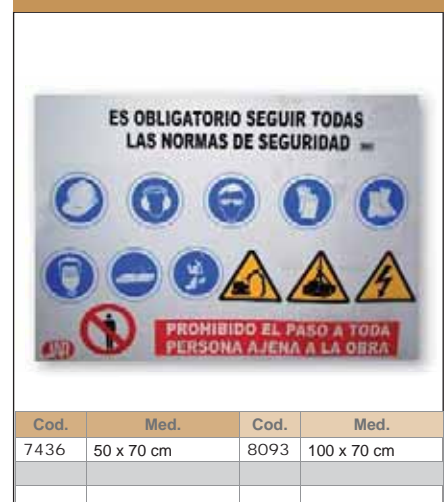 ES OBLIGATORIO SEGUIR TODAS
LAS NORMAS DE SEGURIDAD
JAR
PROHIBIDO EL PASO A TODA
PERSONA AJENA A LA OBRA
Cod. Med. Cod. Med.
7436 50 x 70 cm 8093 100 x 70 cm